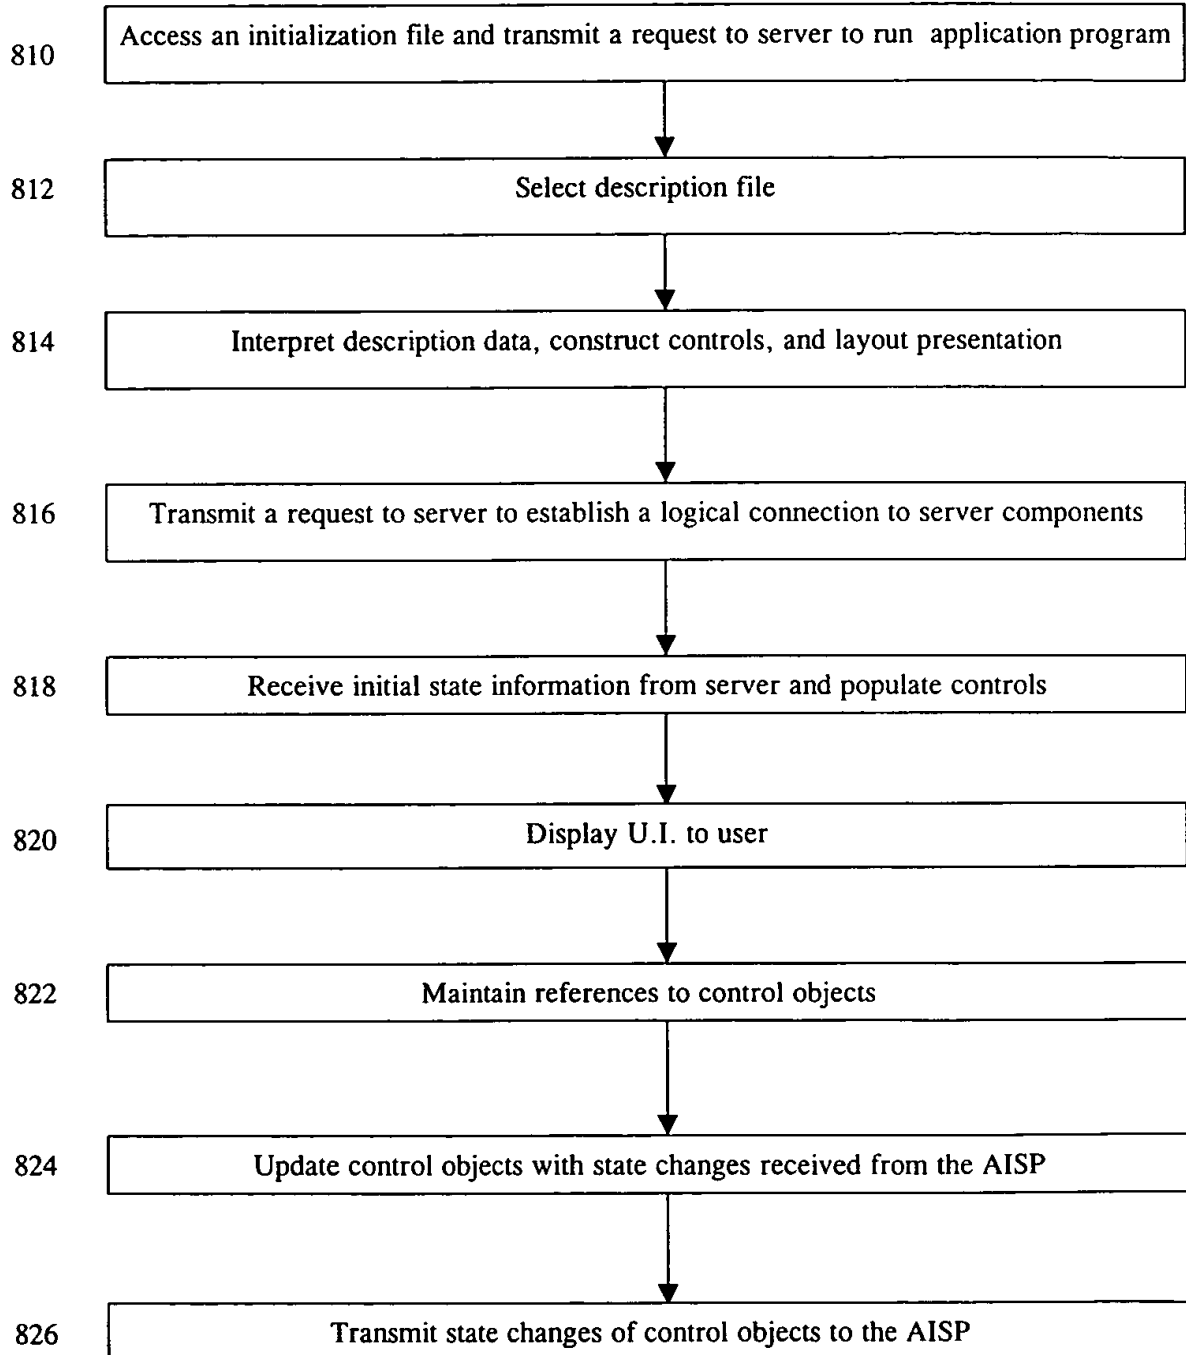 810 Access an initialization file and transmit a request to server to run application program
812 Select description file
814 Interpret description data, construct controls, and layout presentation
816 Transmit a request to server to establish a logical connection to server components
818 Receive initial state information from server and populate controls
820 Display U.I. to user
822 Maintain references to control objects
824 Update control objects with state changes received from the AISP
826 Transmit state changes of control objects to the AISP